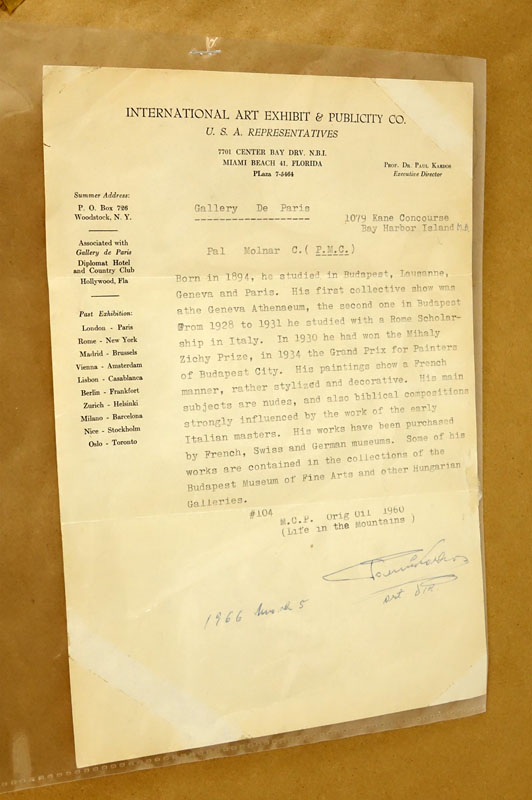 INTERNATIONAL ART EXHIBIT & PUBLICITY CO.
U. S. A. REPRESENTATIVES
7701 CENTER BAY DRV. N.B.I.
MIAMI BEACH 41, FLORIDA
PLaza 7-5464
PROF. DR. PAUL KARDOS
Executive Director
Summer Address:
P. O. BOX 726
Woodstock, N. Y.
Associated with
Gallery de Paris
Diplomat Hotel
and Country Club
Hollywood, Fla
Past Exhibition:
London - Paris
Rome - New York
Madrid - Brussels
Vienna - Amsterdam
Lisbon - Casablanca
Berlin - Frankfort
Zurich - Helsinki
Milano - Barcelona
Nice - Stockholm
Oslo - Toronto
Gallery De Paris
1079 Kane Concourse
Bay Harbor Island
Pal Molnar C. ( P.M.C. )
Born in 1894, he studied in Budapest, Lausanne,
Geneva and Paris. His first collective show was
athe Geneva Athenaeum, the second one in Budapest
From 1928 to 1931 he studied with a Rome Scholar-
ship in Italy. In 1930 he had won the Mihaly
Zichy Prize, in 1934 the Grand Prix for Painters
of Budapest City. His paintings show a French
manner, rather stylized and decorative. His main
subjects are nudes, and also biblical compositions
strongly influenced by the work of the early
Italian masters. His works have been purchased
by French, Swiss and German museums. Some of his
works are contained in the collections of the
Budapest Museum of Fine Arts and other Hungarian
Galleries.
#104 M.C.P. Orig Oil 1960
(Life in the Mountains )
art dir
1966 March 5